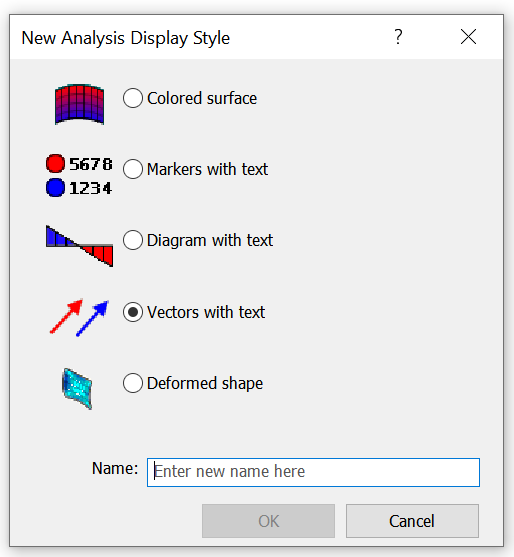 New Analysis Display Style
Colored surface
5678
1234
Markers with text
Diagram with text
Vectors with text
Deformed shape
Name: Enter new name here
OK Cancel